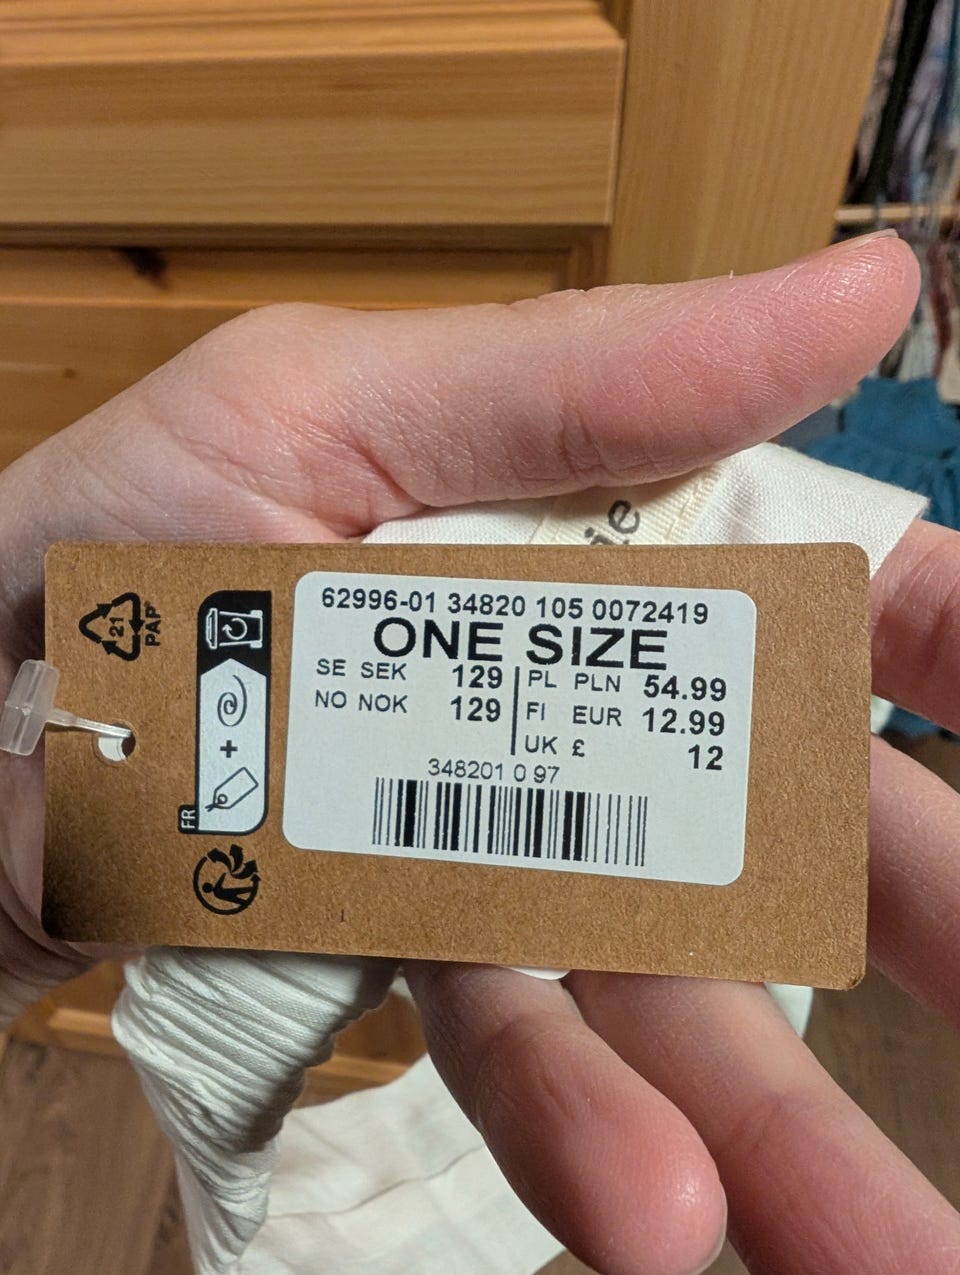 ie
21
PAP
FR
62996-01 34820 105 0072419
ONE SIZE
SE SEK 129
NO NOK 129
PL PLN 54.99
FI EUR 12.99
UK £ 12
348201 0 97